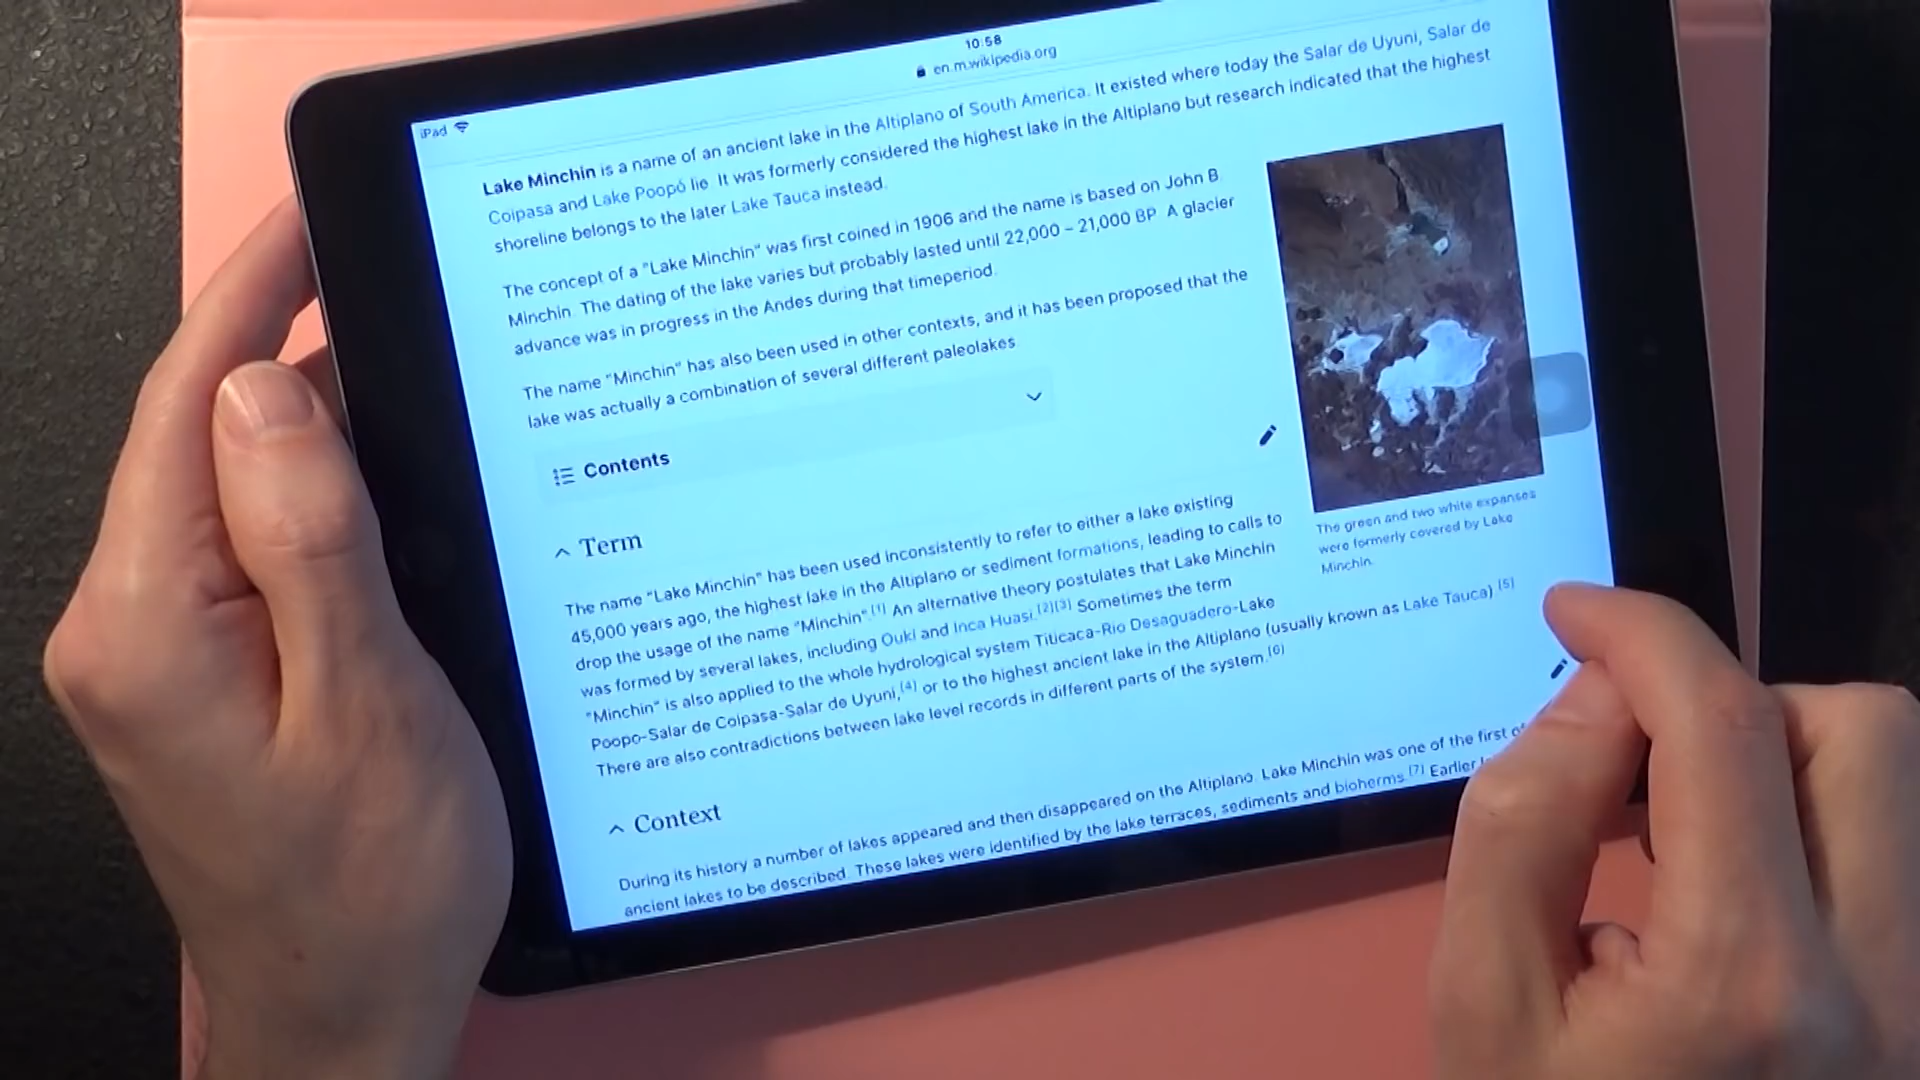 10:58
iPad
en.m.wikipedia.org
Lake Minchin is a name of an ancient lake in the Altiplano of South America. It existed where today the Salar de Uyuni, Salar de
Coipasa and Lake Poopó lie. It was formerly considered the highest lake in the Altiplano but research indicated that the highest
shoreline belongs to the later Lake Tauca instead.
The concept of a "Lake Minchin" was first coined in 1906 and the name is based on John B.
Minchin. The dating of the lake varies but probably lasted until 22,000 – 21,000 BP. A glacier
advance was in progress in the Andes during that timeperiod.
The name "Minchin" has also been used in other contexts, and it has been proposed that the
lake was actually a combination of several different paleolakes.
Contents
The green and two white expanses
were formerly covered by Lake
Minchin.
Term
The name "Lake Minchin" has been used inconsistently to refer to either a lake existing
45,000 years ago, the highest lake in the Altiplano or sediment formations, leading to calls to
drop the usage of the name "Minchin".[1] An alternative theory postulates that Lake Minchin
was formed by several lakes, including Ouki and Inca Huasi.[2][3] Sometimes the term
"Minchin" is also applied to the whole hydrological system Titicaca-Rio Desaguadero-Lake
Poopo-Salar de Coipasa-Salar de Uyuni,[4] or to the highest ancient lake in the Altiplano (usually known as Lake Tauca).[5]
There are also contradictions between lake level records in different parts of the system.[6]
Context
During its history a number of lakes appeared and then disappeared on the Altiplano. Lake Minchin was one of the first
ancient lakes to be described. These lakes were identified by the lake terraces, sediments and bioherms.[7] Earlier